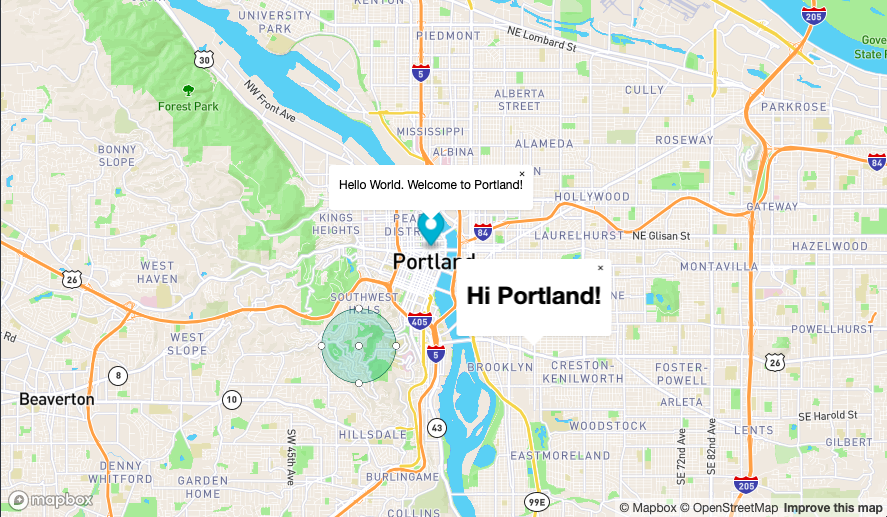 KENTON
UNIVERSITY
PARK
PIEDMONT
NE Lombard St
205
30
5
Forest Park
NW Front Ave
ALBERTA
STREET
CULLY
PARKROSE
MISSISSIPPI
ALBINA
ALAMEDA
ROSEWAY
BONNY
SLOPE
84
×
Hello World. Welcome to Portland!
HOLLYWOOD
GATEWAY
KINGS
HEIGHTS
DISTRI
84
LAURELHURST
NE Glisan St
HAZELWOOD
Portland
WEST
HAVEN
26
MONTAVILLA
×
Hi Portland!
SOUTHWEST
HILLS
405
WEST
SLOPE
5
POWELLHURST
26
8
BROOKLYN
CRESTON-
KENILWORTH
FOSTER-
POWELL
Beaverton
10
ARLETA
SE Harold St
43
HILLSDALE
SW 45th Ave
WOODSTOCK
SE 72nd Ave
SE 82nd Ave
LENTS
GILBERT
EASTMORELAND
DENNY
WHITFORD
GARDEN
HOME
BURLINGAME
205
99E
COLLINS
mapbox
© Mapbox © OpenStreetMap Improve this map